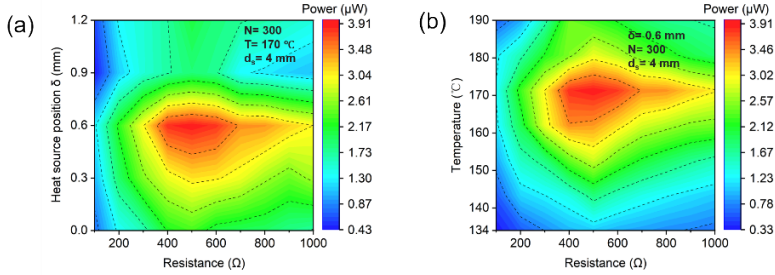 (a)
Power (μW)
1.2
0.9
0.6
0.3
0.0
Heat source position δ (mm)
N= 300
T= 170 ℃
dₛ= 4 mm
200 400 600 800 1000
Resistance (Ω)
3.91
3.48
3.04
2.61
2.17
1.74
1.30
0.87
0.43
(b)
Power (μW)
190
180
170
160
150
140
134
Temperature (℃)
δ= 0.6 mm
N= 300
dₛ= 4 mm
200 400 600 800 1000
Resistance (Ω)
3.91
3.46
3.02
2.57
2.12
1.67
1.23
0.78
0.33